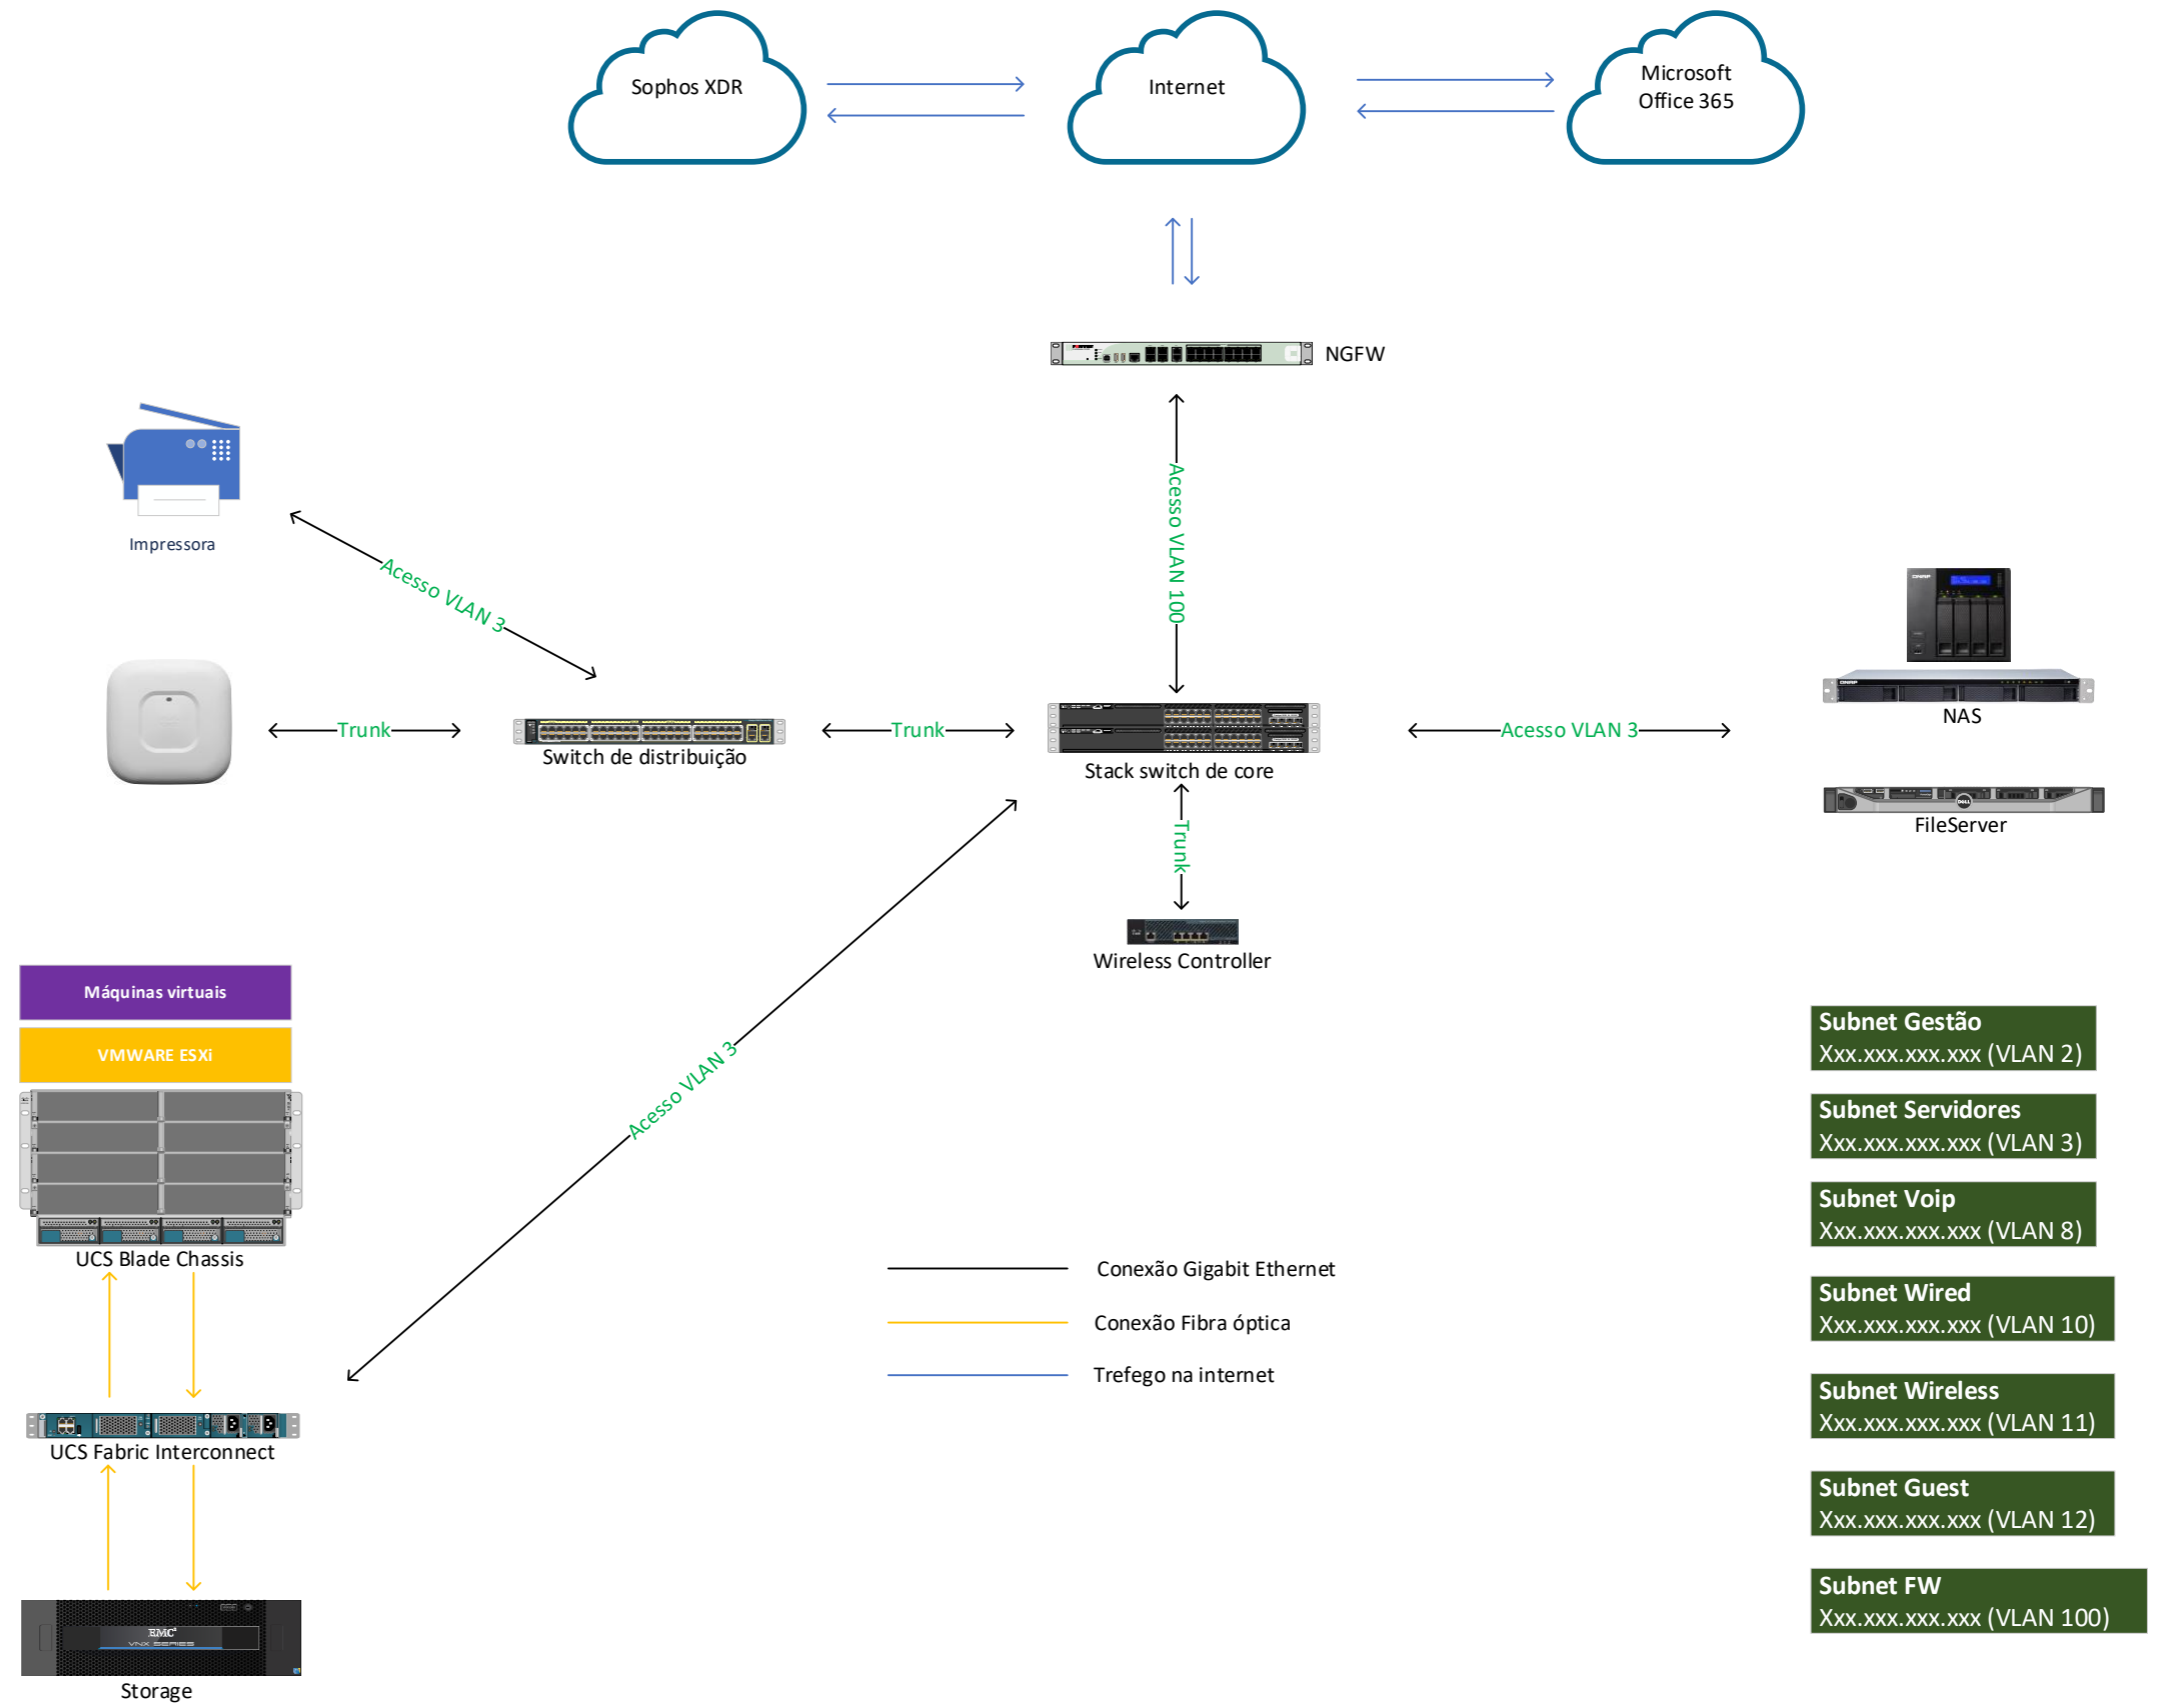 Sophos XDR
Internet
Microsoft
Office 365
NGFW
Acesso VLAN 100
Impressora
Acesso VLAN 3
Trunk
Switch de distribuição
Trunk
Stack switch de core
Acesso VLAN 3
NAS
DELL
FileServer
Trunk
Wireless Controller
Acesso VLAN 3
Máquinas virtuais
VMWARE ESXi
UCS Blade Chassis
UCS Fabric Interconnect
EMC²
VNX SERIES
Storage
Conexão Gigabit Ethernet
Conexão Fibra óptica
Trefego na internet
Subnet Gestão
Xxx.xxx.xxx.xxx (VLAN 2)
Subnet Servidores
Xxx.xxx.xxx.xxx (VLAN 3)
Subnet Voip
Xxx.xxx.xxx.xxx (VLAN 8)
Subnet Wired
Xxx.xxx.xxx.xxx (VLAN 10)
Subnet Wireless
Xxx.xxx.xxx.xxx (VLAN 11)
Subnet Guest
Xxx.xxx.xxx.xxx (VLAN 12)
Subnet FW
Xxx.xxx.xxx.xxx (VLAN 100)